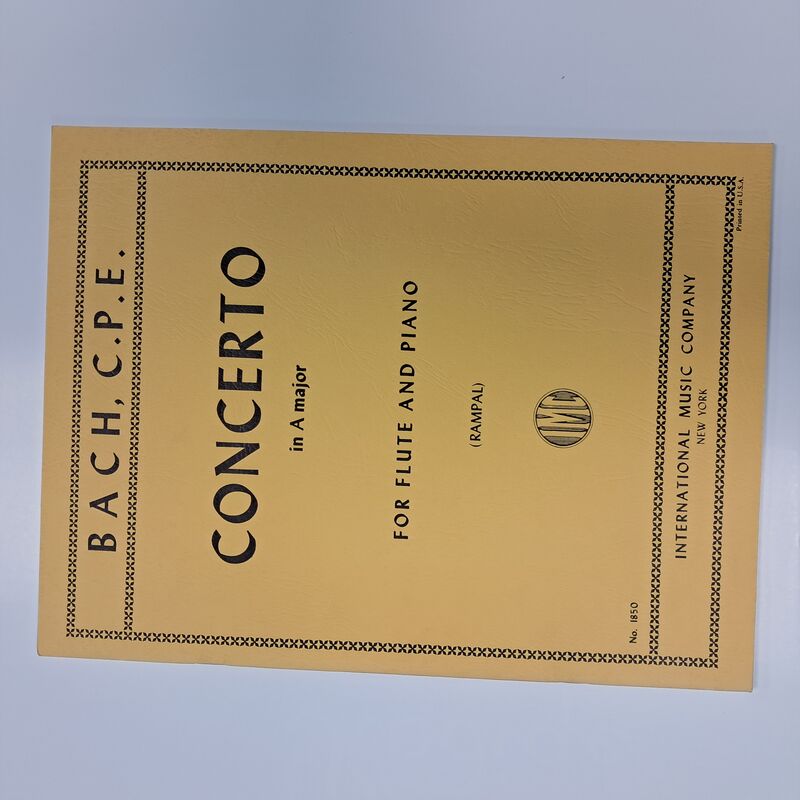 BACH, C.P.E.
CONCERTO
in A major
FOR FLUTE AND PIANO
(RAMPAL)
IMC
No. 1850
INTERNATIONAL MUSIC COMPANY
NEW YORK
Printed in U.S.A.